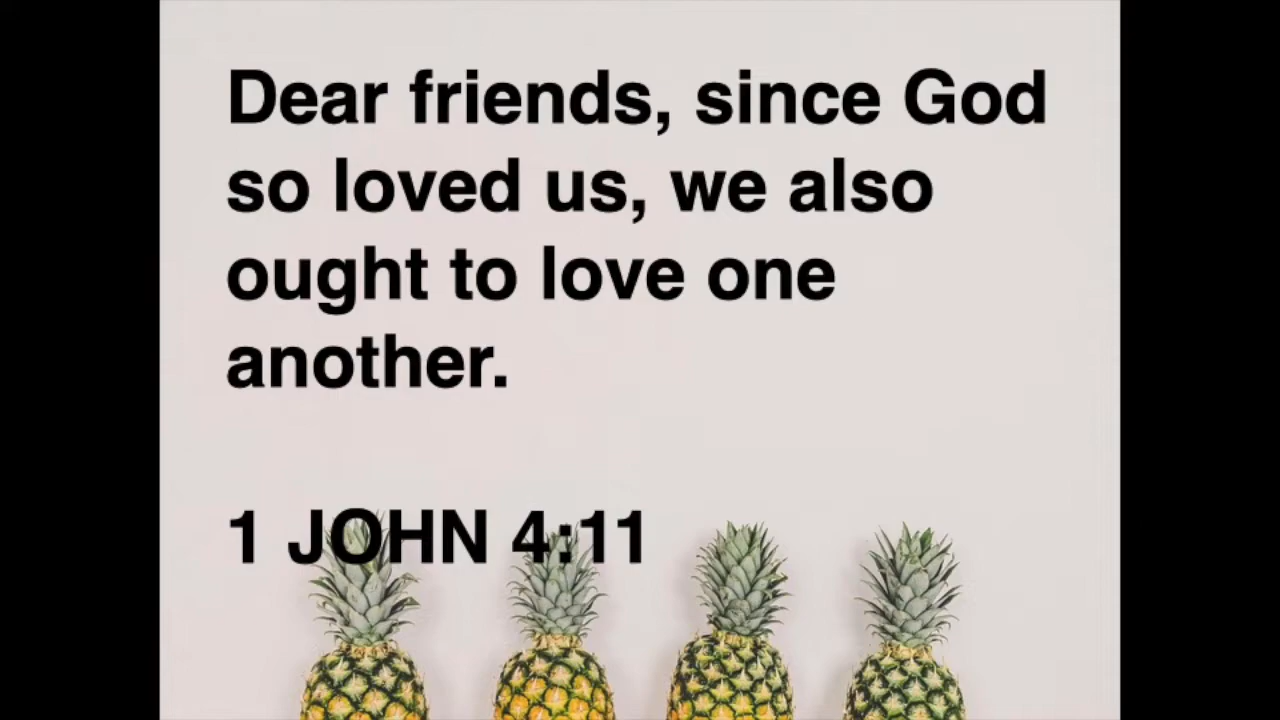 Dear friends, since God
so loved us, we also
ought to love one
another.
1 JOHN 4:11